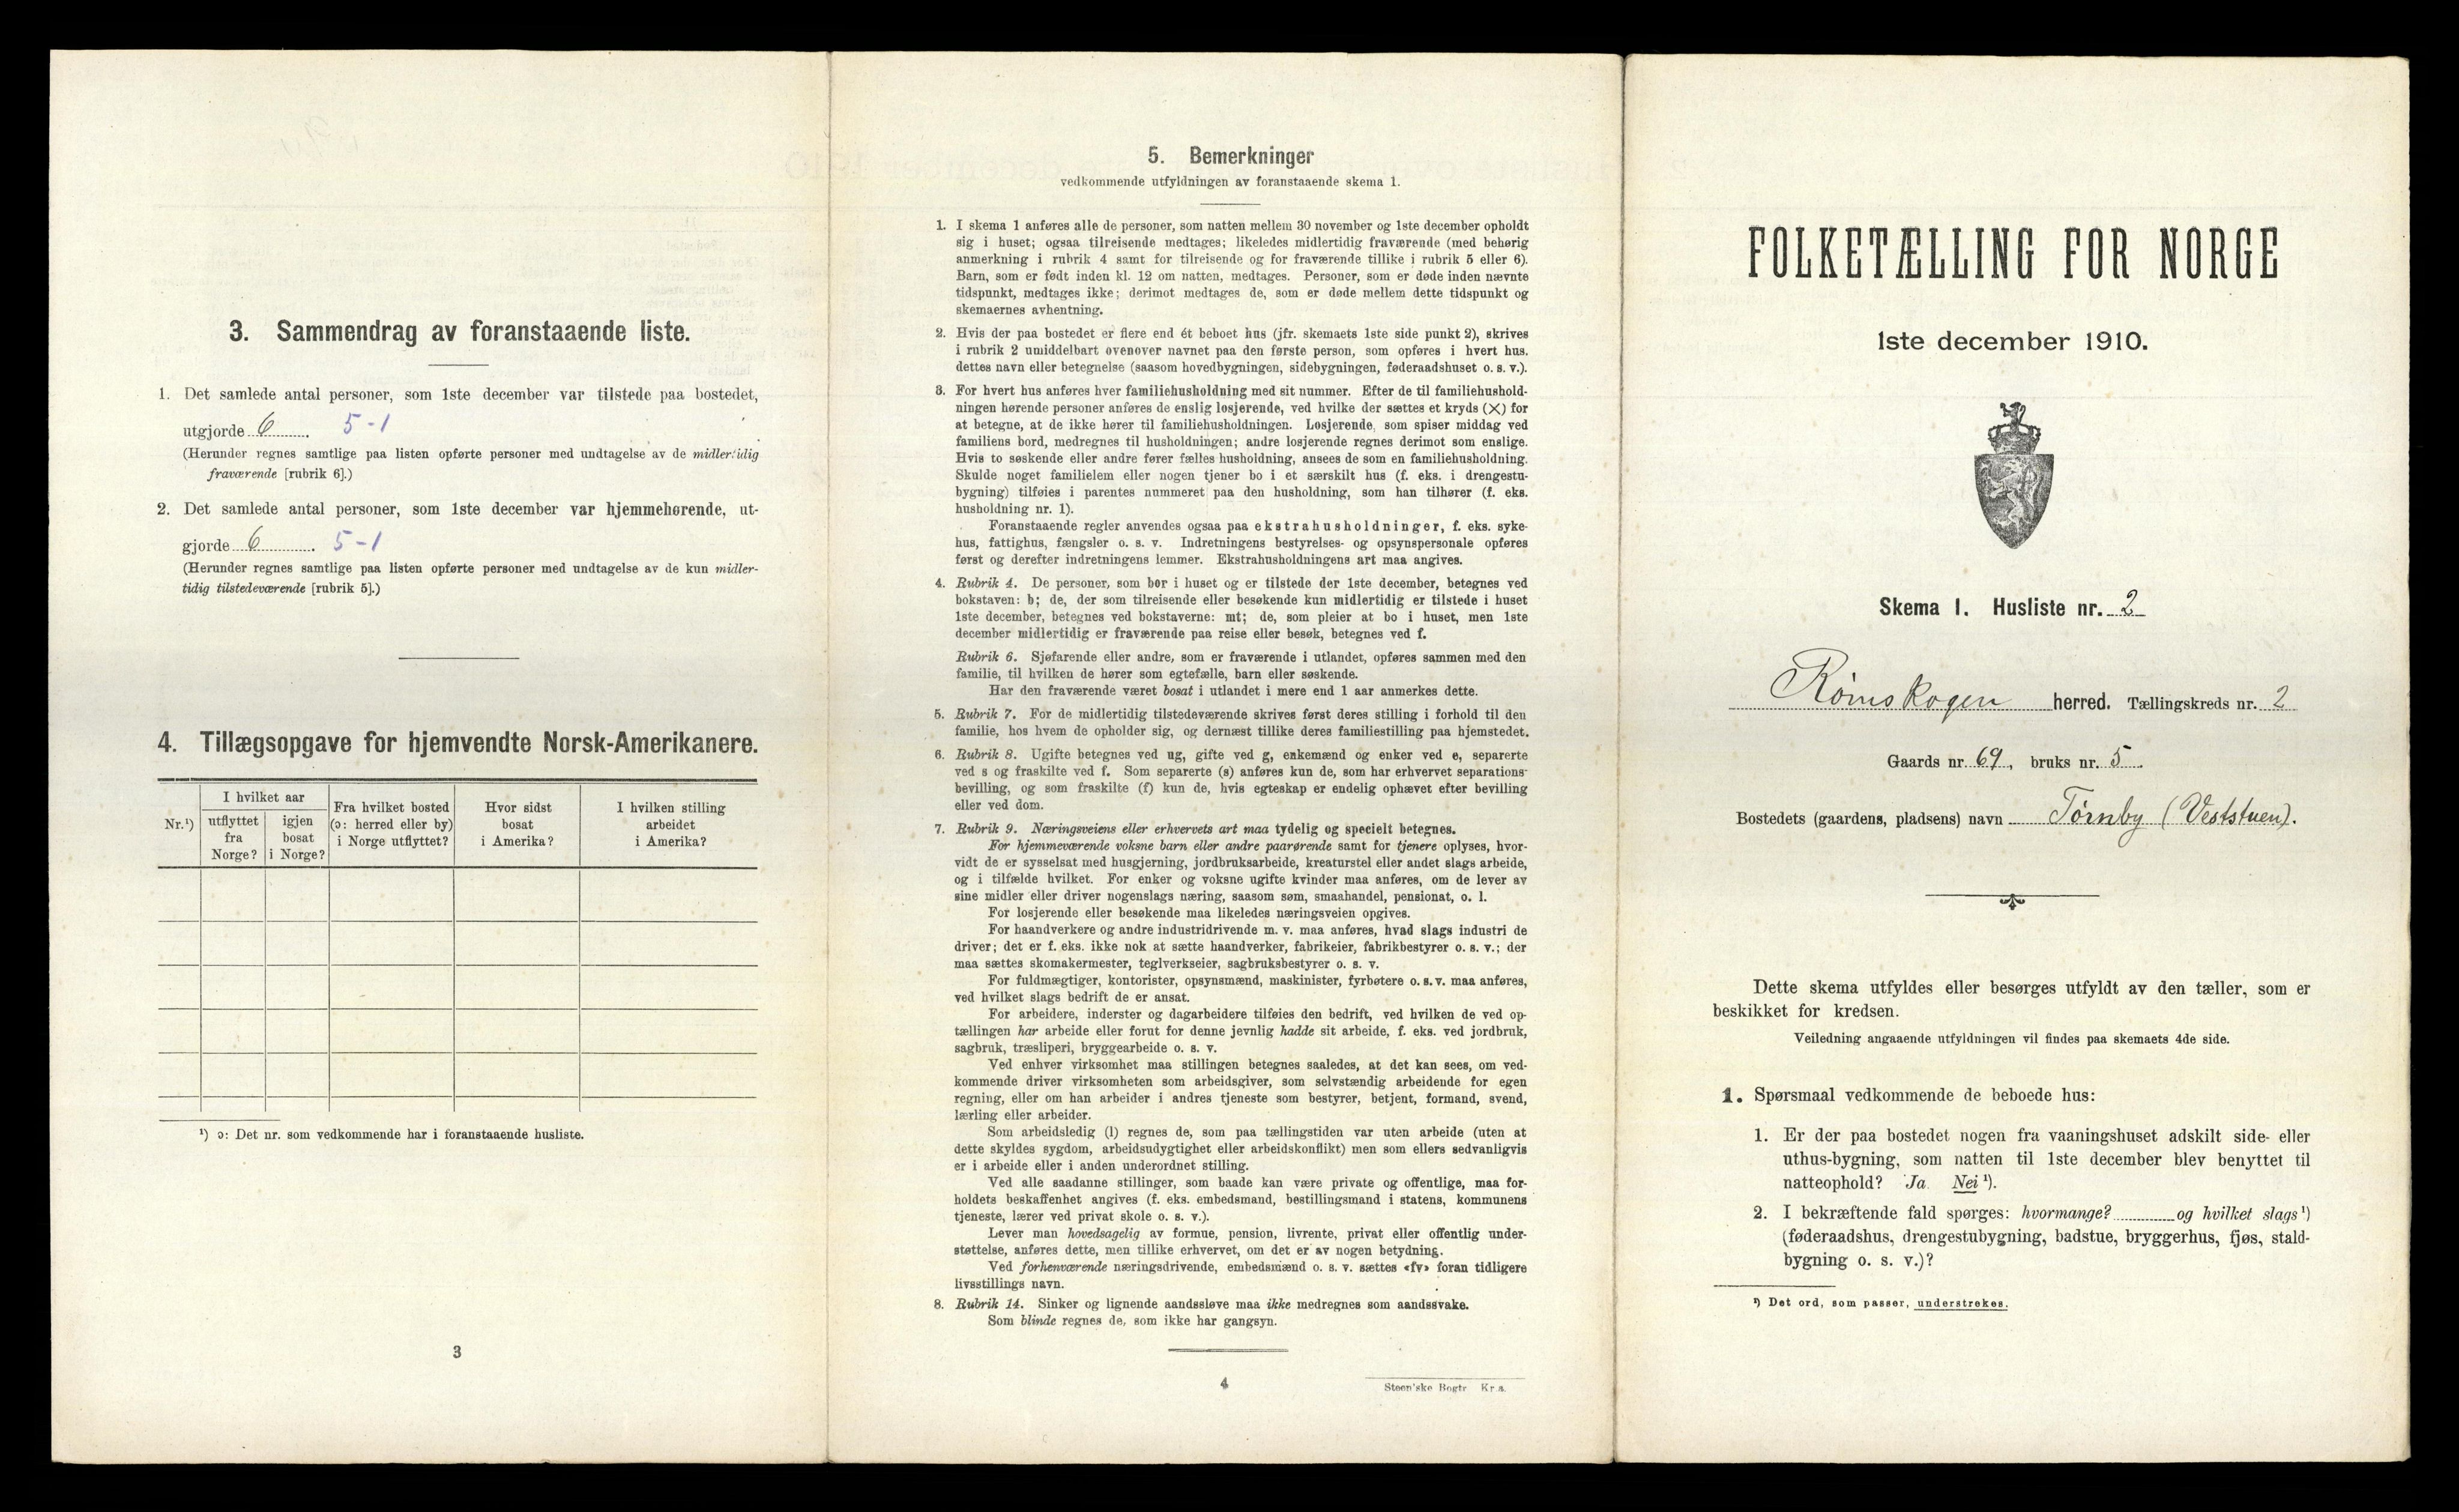 3. Sammendrag av foranstaaende liste.
1. Det samlede antal personer, som 1ste december var tilstede paa bostedet,
utgjorde 6. 5-1
(Herunder regnes samtlige paa listen opførte personer med undtagelse av de midlertidig
fraværende [rubrik 6].)
2. Det samlede antal personer, som 1ste december var hjemmehørende, ut-
gjorde 6. 5-1
(Herunder regnes samtlige paa listen opførte personer med undtagelse av de kun midler-
tidig tilstedeværende [rubrik 5].)
4. Tillægsopgave for hjemvendte Norsk-Amerikanere.
Nr.¹)
I hvilket aar
utflyttet
fra
Norge?
igjen
bosat
i Norge?
Fra hvilket bosted
(ɔ: herred eller by)
i Norge utflyttet?
Hvor sidst
bosat
i Amerika?
I hvilken stilling
arbeidet
i Amerika?
¹) ɔ: Det nr. som vedkommende har i foranstaaende husliste.
3
5. Bemerkninger
vedkommende utfyldningen av foranstaaende skema 1.
1. I skema 1 anføres alle de personer, som natten mellem 30 november og 1ste december opholdt
sig i huset; ogsaa tilreisende medtages; likeledes midlertidig fraværende (med behørig
anmerkning i rubrik 4 samt for tilreisende og for fraværende tillike i rubrik 5 eller 6).
Barn, som er født inden kl. 12 om natten, medtages. Personer, som er døde inden nævnte
tidspunkt, medtages ikke; derimot medtages de, som er døde mellem dette tidspunkt og
skemaernes avhentning.
2. Hvis der paa bostedet er flere end ét beboet hus (jfr. skemaets 1ste side punkt 2), skrives
i rubrik 2 umiddelbart ovenover navnet paa den første person, som opføres i hvert hus,
dettes navn eller betegnelse (saasom hovedbygningen, sidebygningen, føderaadshuset o. s. v.).
3. For hvert hus anføres hver familiehusholdning med sit nummer. Efter de til familiehushold-
ningen hørende personer anføres de enslig losjerende, ved hvilke der sættes et kryds (✕) for
at betegne, at de ikke hører til familiehusholdningen. Losjerende, som spiser middag ved
familiens bord, medregnes til husholdningen; andre losjerende regnes derimot som enslige.
Hvis to søskende eller andre fører fælles husholdning, ansees de som en familiehusholdning.
Skulde noget familielem eller nogen tjener bo i et særskilt hus (f. eks. i drengestu-
bygning) tilføies i parentes nummeret paa den husholdning, som han tilhører (f. eks.
husholdning nr. 1).
Foranstaaende regler anvendes ogsaa paa ekstrahusholdninger, f. eks. syke-
hus, fattighus, fængsler o. s. v. Indretningens bestyrelses- og opsynspersonale opføres
først og derefter indretningens lemmer. Ekstrahusholdningens art maa angives.
4. Rubrik 4. De personer, som bor i huset og er tilstede der 1ste december, betegnes ved
bokstaven: b; de, der som tilreisende eller besøkende kun midlertidig er tilstede i huset
1ste december, betegnes ved bokstaverne: mt; de, som pleier at bo i huset, men 1ste
december midlertidig er fraværende paa reise eller besøk, betegnes ved f.
Rubrik 6. Sjøfarende eller andre, som er fraværende i utlandet, opføres sammen med den
familie, til hvilken de hører som egtefælle, barn eller søskende.
Har den fraværende været bosat i utlandet i mere end 1 aar anmerkes dette.
5. Rubrik 7. For de midlertidig tilstedeværende skrives først deres stilling i forhold til den
familie, hos hvem de opholder sig, og dernæst tillike deres familiestilling paa hjemstedet.
6. Rubrik 8. Ugifte betegnes ved ug, gifte ved g, enkemænd og enker ved e, separerte
ved s og fraskilte ved f. Som separerte (s) anføres kun de, som har erhvervet separations-
bevilling, og som fraskilte (f) kun de, hvis egteskap er endelig ophævet efter bevilling
eller ved dom.
7. Rubrik 9. Næringsveiens eller erhvervets art maa tydelig og specielt betegnes.
For hjemmeværende voksne barn eller andre paarørende samt for tjenere oplyses, hvor-
vidt de er sysselsat med husgjerning, jordbruksarbeide, kreaturstel eller andet slags arbeide,
og i tilfælde hvilket. For enker og voksne ugifte kvinder maa anføres, om de lever av
sine midler eller driver nogenslags næring, saasom søm, smaahandel, pensionat, o. l.
For losjerende eller besøkende maa likeledes næringsveien opgives.
For haandverkere og andre industridrivende m. v. maa anføres, hvad slags industri de
driver; det er f. eks. ikke nok at sætte haandverker, fabrikeier, fabrikbestyrer o. s. v.; der
maa sættes skomakermester, teglverkseier, sagbruksbestyrer o. s. v.
For fuldmægtiger, kontorister, opsynsmænd, maskinister, fyrbøtere o. s. v. maa anføres,
ved hvilket slags bedrift de er ansat.
For arbeidere, inderster og dagarbeidere tilføies den bedrift, ved hvilken de ved op-
tællingen har arbeide eller forut for denne jevnlig hadde sit arbeide, f. eks. ved jordbruk,
sagbruk, træsliperi, bryggearbeide o. s. v.
Ved enhver virksomhet maa stillingen betegnes saaledes, at det kan sees, om ved-
kommende driver virksomheten som arbeidsgiver, som selvstændig arbeidende for egen
regning, eller om han arbeider i andres tjeneste som bestyrer, betjent, formand, svend,
lærling eller arbeider.
Som arbeidsledig (l) regnes de, som paa tællingstiden var uten arbeide (uten at
dette skyldes sygdom, arbeidsudygtighet eller arbeidskonflikt) men som ellers sedvanligvis
er i arbeide eller i anden underordnet stilling.
Ved alle saadanne stillinger, som baade kan være private og offentlige, maa for-
holdets beskaffenhet angives (f. eks. embedsmand, bestillingsmand i statens, kommunens
tjeneste, lærer ved privat skole o. s. v.).
Lever man hovedsagelig av formue, pension, livrente, privat eller offentlig under-
støttelse, anføres dette, men tillike erhvervet, om det er av nogen betydning.
Ved forhenværende næringsdrivende, embedsmænd o. s. v. sættes «fv» foran tidligere
livsstillings navn.
8. Rubrik 14. Sinker og lignende aandssløve maa ikke medregnes som aandssvake.
Som blinde regnes de, som ikke har gangsyn.
4
Steen'ske Bogtr. Kr.a.
FOLKETÆLLING FOR NORGE
1ste december 1910.
Skema 1. Husliste nr. 2
Rømskogen herred. Tællingskreds nr. 2
Gaards nr. 69, bruks nr. 5.
Bostedets (gaardens, pladsens) navn Tørnby (Veststuen).
Dette skema utfyldes eller besørges utfyldt av den tæller, som er
beskikket for kredsen.
Veiledning angaaende utfyldningen vil findes paa skemaets 4de side.
1. Spørsmaal vedkommende de beboede hus:
1. Er der paa bostedet nogen fra vaaningshuset adskilt side- eller
uthus-bygning, som natten til 1ste december blev benyttet til
natteophold? Ja Nei ¹).
2. I bekræftende fald spørges: hvormange? og hvilket slags ¹)
(føderaadshus, drengestubygning, badstue, bryggerhus, fjøs, stald-
bygning o. s. v.)?
¹) Det ord, som passer, understrekes.